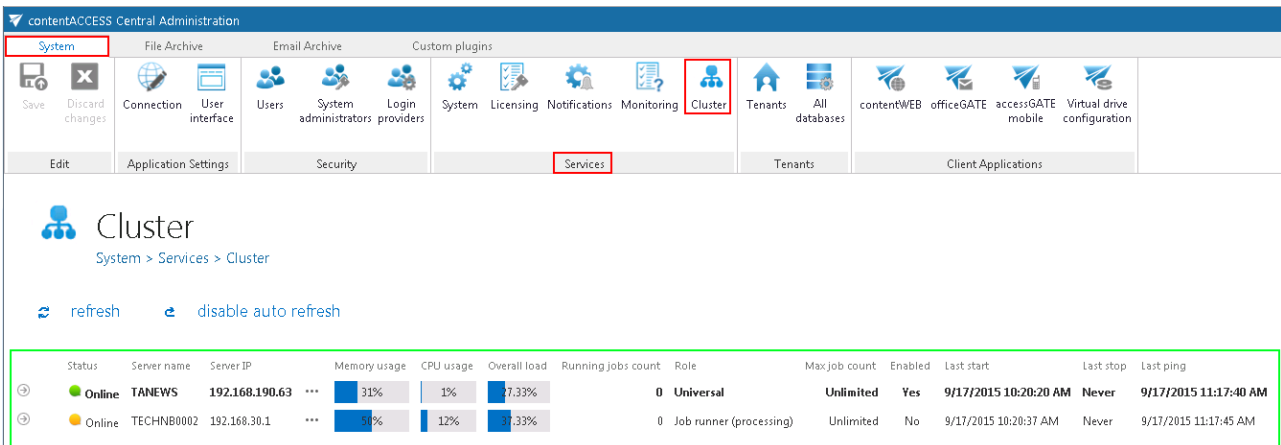 contentACCESS Central Administration
System File Archive Email Archive Custom plugins
Save Discard changes Connection User interface Users System administrators Login providers System Licensing Notifications Monitoring Cluster Tenants All databases contentWEB officeGATE accessGATE mobile Virtual drive configuration
Edit Application Settings Security Services Tenants Client Applications
Cluster
System > Services > Cluster
refresh disable auto refresh
Status Server name Server IP Memory usage CPU usage Overall load Running jobs count Role Max job count Enabled Last start Last stop Last ping
Online TANEWS 192.168.190.63 ••• 31% 1% 27.33% 0 Universal Unlimited Yes 9/17/2015 10:20:20 AM Never 9/17/2015 11:17:40 AM
Online TECHNB0002 192.168.30.1 ••• 50% 12% 37.33% 0 Job runner (processing) Unlimited No 9/17/2015 10:20:37 AM Never 9/17/2015 11:17:45 AM